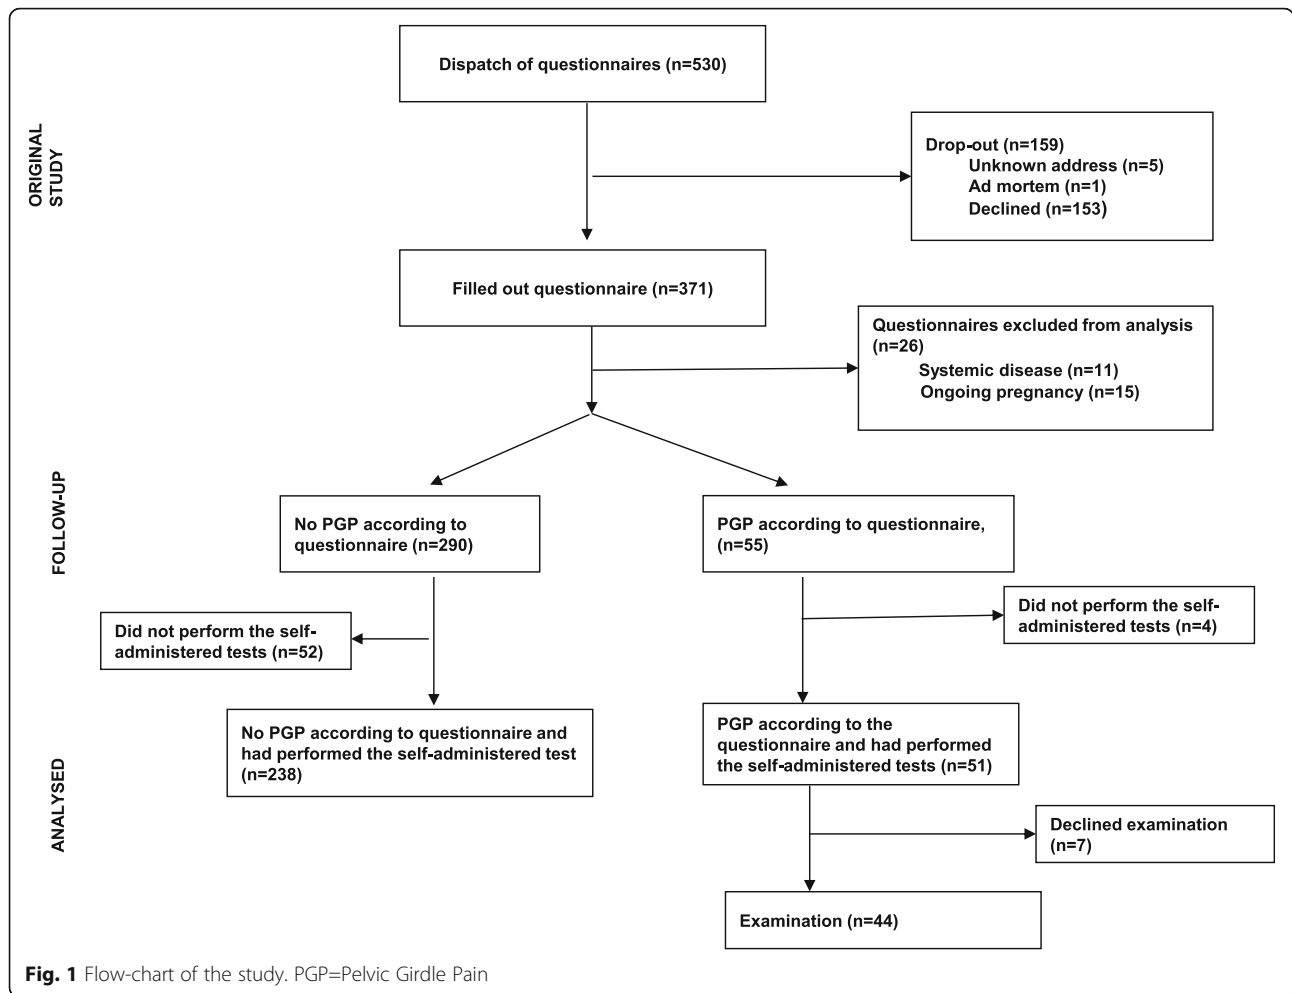 Dispatch of questionnaires (n=530)
ORIGINAL
STUDY
Drop-out (n=159)
Unknown address (n=5)
Ad mortem (n=1)
Declined (n=153)
Filled out questionnaire (n=371)
Questionnaires excluded from analysis
(n=26)
Systemic disease (n=11)
Ongoing pregnancy (n=15)
FOLLOW-UP
No PGP according to
questionnaire (n=290)
PGP according to questionnaire,
(n=55)
Did not perform the self-
administered tests (n=52)
Did not perform the self-
administered tests (n=4)
ANALYSED
No PGP according to questionnaire and
had performed the self-administered test
(n=238)
PGP according to the
questionnaire and had performed
the self-administered tests (n=51)
Declined examination
(n=7)
Examination (n=44)
Fig. 1 Flow-chart of the study. PGP=Pelvic Girdle Pain